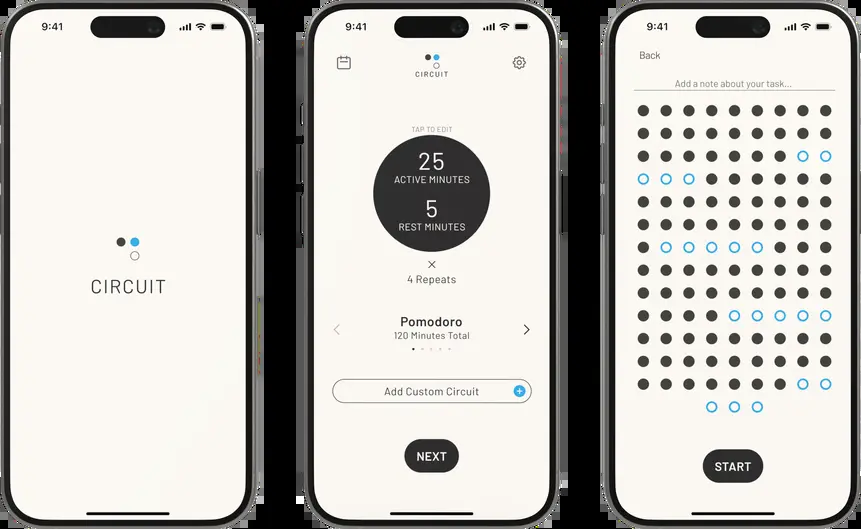 9:41
CIRCUIT
9:41
CIRCUIT
TAP TO EDIT
25
ACTIVE MINUTES
5
REST MINUTES
×
4 Repeats
Pomodoro
120 Minutes Total
Add Custom Circuit
NEXT
9:41
Back
Add a note about your task...
START